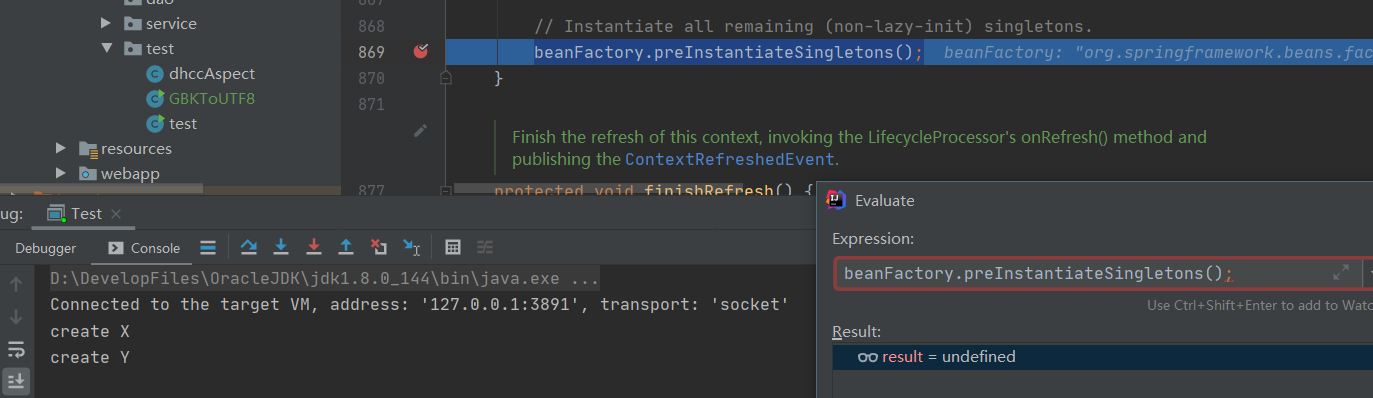 dao
service
test
dhccAspect
GBKToUTF8
test
resources
webapp
867
868 // Instantiate all remaining (non-lazy-init) singletons.
869 beanFactory.preInstantiateSingletons(); beanFactory: "org.springframework.beans.fac
870 }
871
Finish the refresh of this context, invoking the LifecycleProcessor's onRefresh() method and
publishing the ContextRefreshedEvent.
877 protected void finishRefresh() {
ug: Test
Debugger Console
D:\DevelopFiles\OracleJDK\jdk1.8.0_144\bin\java.exe ...
Connected to the target VM, address: '127.0.0.1:3891', transport: 'socket'
create X
create Y
Evaluate
Expression:
beanFactory.preInstantiateSingletons();
Use Ctrl+Shift+Enter to add to Watc
Result:
result = undefined